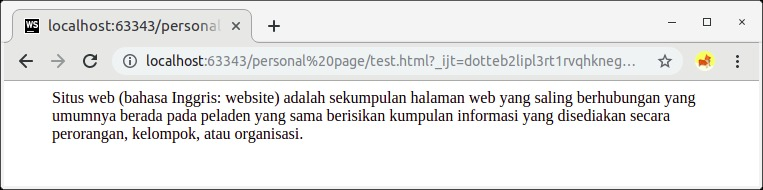 WS
localhost:63343/personal
localhost:63343/personal%20page/test.html?_ijt=dotteb2lipl3rt1rvqhkneg...
Situs web (bahasa Inggris: website) adalah sekumpulan halaman web yang saling berhubungan yang
umumnya berada pada peladen yang sama berisikan kumpulan informasi yang disediakan secara
perorangan, kelompok, atau organisasi.